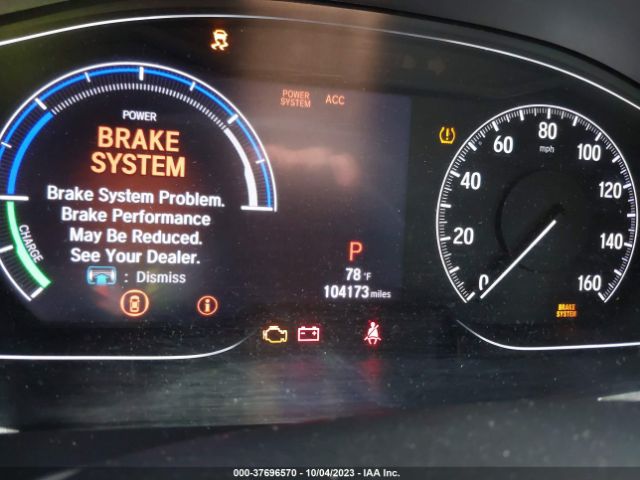 POWER
SYSTEM
ACC
POWER
BRAKE
SYSTEM
Brake System Problem.
Brake Performance
May Be Reduced.
See Your Dealer.
: Dismiss
CHARGE
P
78 °F
104173 miles
0
20
40
60
80
100
120
140
160
mph
BRAKE
SYSTEM
000-37696570 - 10/04/2023 - IAA Inc.